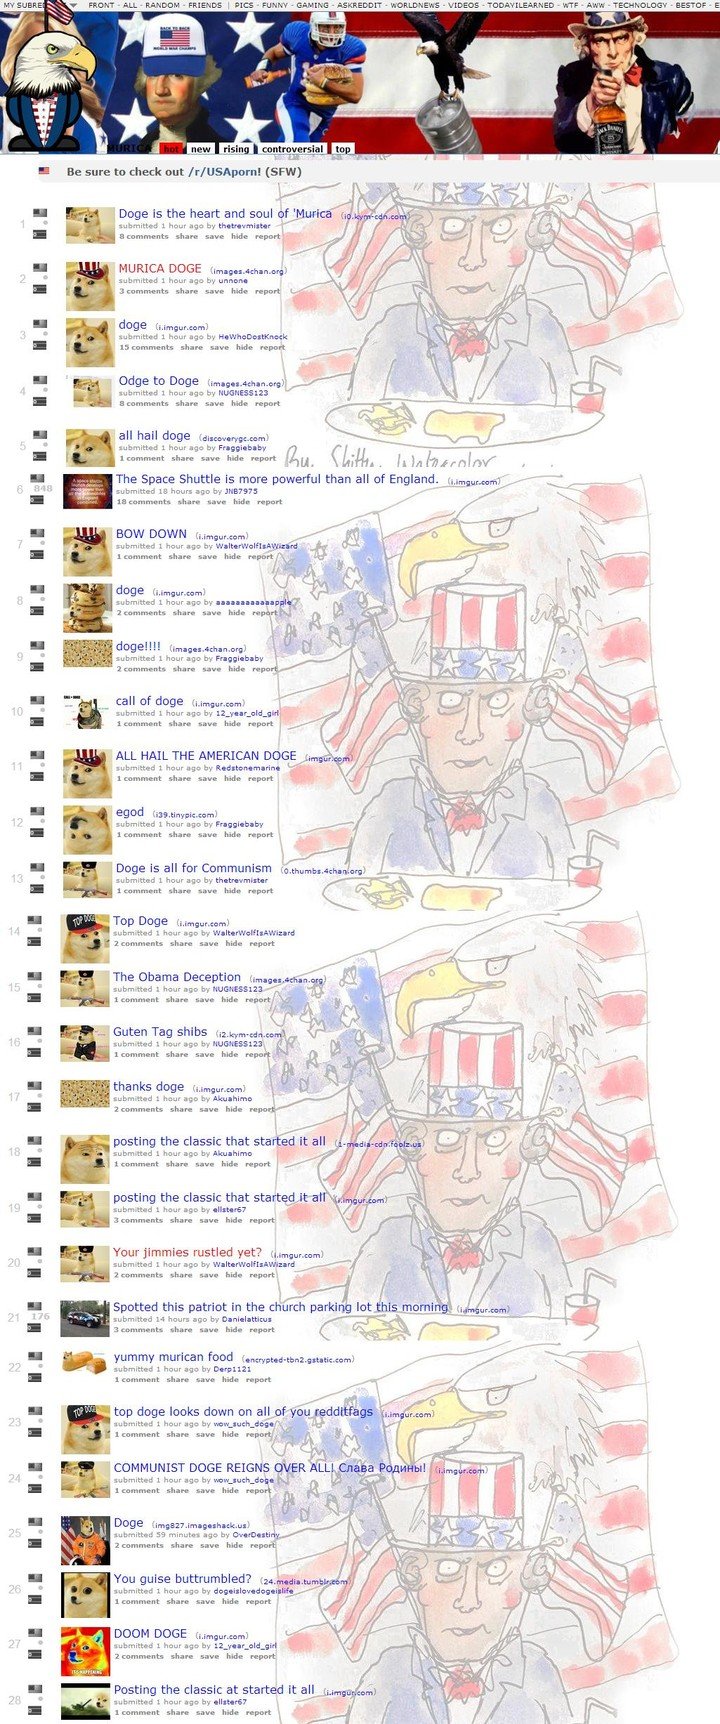 MY SUBRED
FRONT - ALL - RANDOM - FRIENDS | PICS - FUNNY - GAMING - ASKREDDIT - WORLDNEWS - VIDEOS - TODAYILEARNED - WTF - AWW - TECHNOLOGY - BESTOF - E
BACK TO BACK
WORLD WAR CHAMPS
JACK DANIEL'S
MURICA hot new rising controversial top
Be sure to check out /r/USAporn! (SFW)
1
Doge is the heart and soul of 'Murica (i0.kym-cdn.com)
submitted 1 hour ago by thetrevmister
8 comments share save hide report
2
MURICA DOGE (images.4chan.org)
submitted 1 hour ago by unnone
3 comments share save hide report
3
doge (i.imgur.com)
submitted 1 hour ago by HeWhoDostKnock
15 comments share save hide report
4
Odge to Doge (images.4chan.org)
submitted 1 hour ago by NUGNESS123
8 comments share save hide report
5
all hail doge (discoverygc.com)
submitted 1 hour ago by Fraggiebaby
1 comment share save hide report
By Shitty Watercolor
6 848
The Space Shuttle is more powerful than all of England. (i.imgur.com)
submitted 18 hours ago by JNB7975
18 comments share save hide report
7
BOW DOWN (i.imgur.com)
submitted 1 hour ago by WalterWolfIsAWizard
1 comment share save hide report
8
doge (i.imgur.com)
submitted 1 hour ago by aaaaaaaaaaaapple
2 comments share save hide report
9
doge!!!! (images.4chan.org)
submitted 1 hour ago by Fraggiebaby
2 comments share save hide report
10
call of doge (i.imgur.com)
submitted 1 hour ago by 12_year_old_girl
1 comment share save hide report
11
ALL HAIL THE AMERICAN DOGE (imgur.com)
submitted 1 hour ago by Redstonemarine
1 comment share save hide report
12
egod (i39.tinypic.com)
submitted 1 hour ago by Fraggiebaby
1 comment share save hide report
13
Doge is all for Communism (0.thumbs.4chan.org)
submitted 1 hour ago by thetrevmister
1 comment share save hide report
14
TOP DOGE
Top Doge (i.imgur.com)
submitted 1 hour ago by WalterWolfIsAWizard
2 comments share save hide report
15
The Obama Deception (images.4chan.org)
submitted 1 hour ago by NUGNESS123
1 comment share save hide report
16
Guten Tag shibs (i2.kym-cdn.com)
submitted 1 hour ago by NUGNESS123
1 comment share save hide report
17
thanks doge (i.imgur.com)
submitted 1 hour ago by Akuahimo
2 comments share save hide report
18
posting the classic that started it all (1-media-cdn.foolz.us)
submitted 1 hour ago by Akuahimo
1 comment share save hide report
19
posting the classic that started it all (i.imgur.com)
submitted 1 hour ago by ellster67
3 comments share save hide report
20
Your jimmies rustled yet? (i.imgur.com)
submitted 1 hour ago by WalterWolfIsAWizard
2 comments share save hide report
21 176
Spotted this patriot in the church parking lot this morning (i.imgur.com)
submitted 14 hours ago by Danielatticus
3 comments share save hide report
22
yummy murican food (encrypted-tbn2.gstatic.com)
submitted 1 hour ago by Derp1121
1 comment share save hide report
23
TOP DOGE
top doge looks down on all of you redditfags (i.imgur.com)
submitted 1 hour ago by wow_such_doge
1 comment share save hide report
24
COMMUNIST DOGE REIGNS OVER ALL! Слава Родины! (i.imgur.com)
submitted 1 hour ago by wow_such_doge
1 comment share save hide report
25
Doge (img827.imageshack.us)
submitted 59 minutes ago by OverDestiny
2 comments share save hide report
26
You guise buttrumbled? (24.media.tumblr.com)
submitted 1 hour ago by dogeislovedogeislife
1 comment share save hide report
27
ITS HAPPENING
DOOM DOGE (i.imgur.com)
submitted 1 hour ago by 12_year_old_girl
2 comments share save hide report
28
Posting the classic at started it all (i.imgur.com)
submitted 1 hour ago by ellster67
1 comment share save hide report